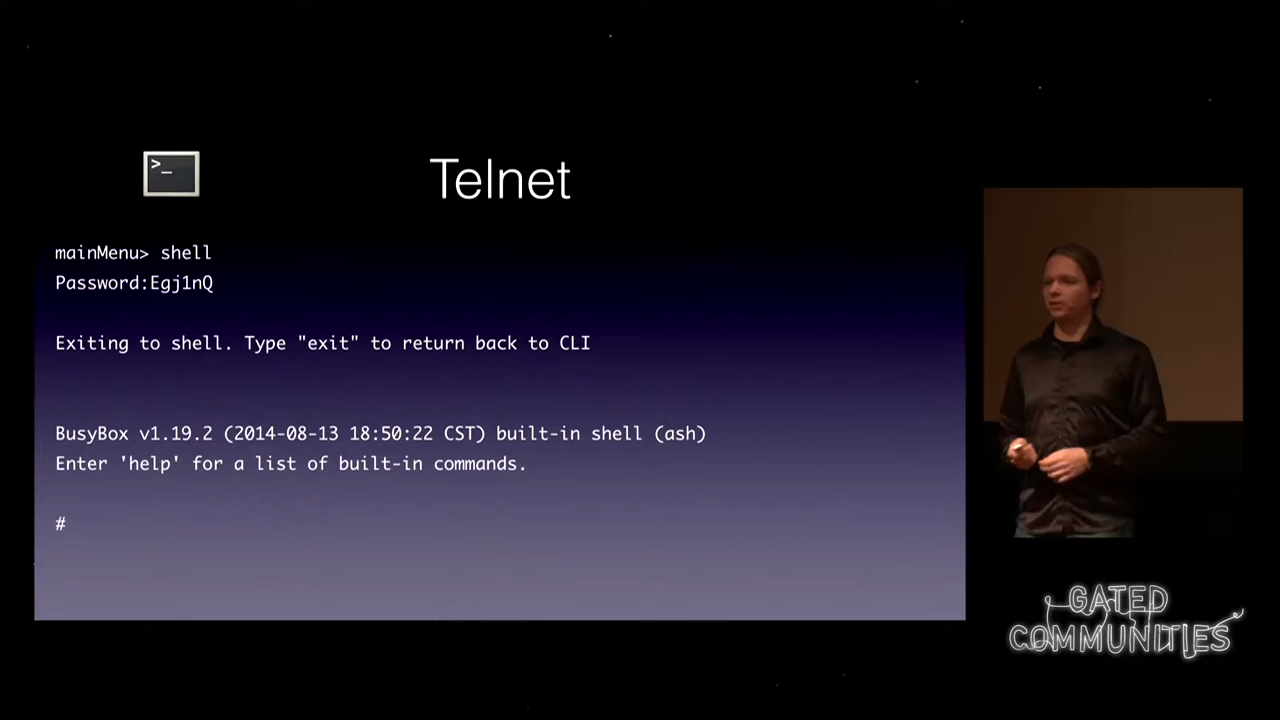 >_
Telnet
mainMenu> shell
Password:Egj1nQ
Exiting to shell. Type "exit" to return back to CLI
BusyBox v1.19.2 (2014-08-13 18:50:22 CST) built-in shell (ash)
Enter 'help' for a list of built-in commands.
#
GATED
COMMUNITIES